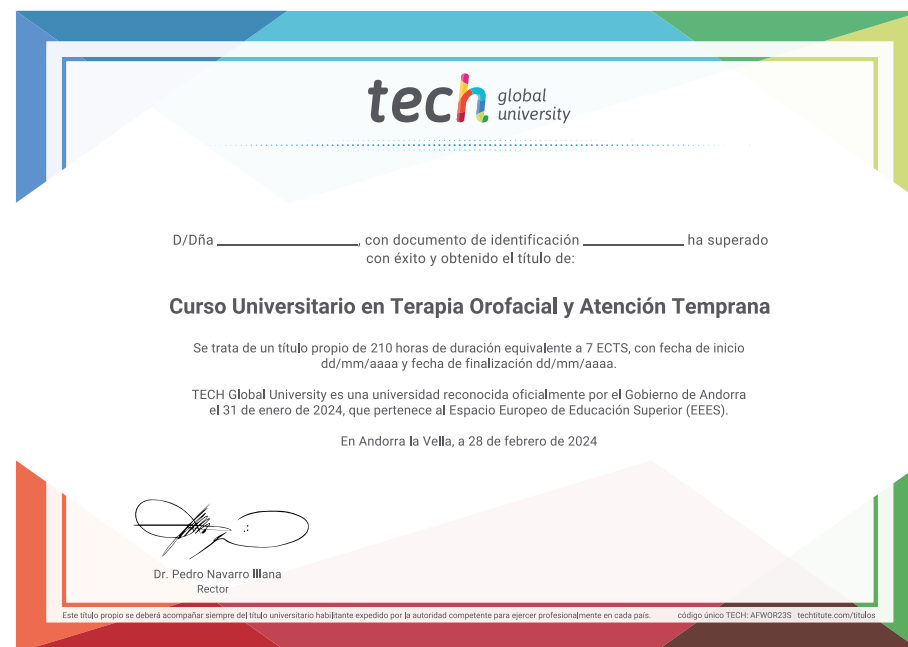 tech global university
D/Dña ____________________, con documento de identificación ______________ ha superado
con éxito y obtenido el título de:
Curso Universitario en Terapia Orofacial y Atención Temprana
Se trata de un título propio de 210 horas de duración equivalente a 7 ECTS, con fecha de inicio
dd/mm/aaaa y fecha de finalización dd/mm/aaaa.
TECH Global University es una universidad reconocida oficialmente por el Gobierno de Andorra
el 31 de enero de 2024, que pertenece al Espacio Europeo de Educación Superior (EEES).
En Andorra la Vella, a 28 de febrero de 2024
Dr. Pedro Navarro Illana
Rector
Este título propio se deberá acompañar siempre del título universitario habilitante expedido por la autoridad competente para ejercer profesionalmente en cada país. código único TECH: AFWOR23S techtitute.com/titulos